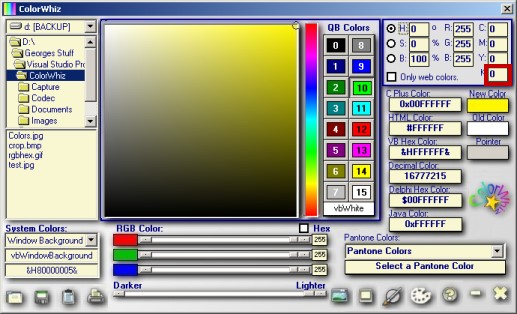 ColorWhiz
d: [BACKUP]
D:\
Georges Stuff
Visual Studio Pro
ColorWhiz
Capture
Codec
Documents
Images
Colors.jpg
crop.bmp
rgbhex.gif
test.jpg
QB Colors
0 8
1 9
2 10
3 11
4 12
5 13
6 14
7 15
vbWhite
H: 0 o R: 255 C: 0
S: 0 % G: 255 M: 0
B: 100 % B: 255 Y: 0
Only web colors. K 0
C Plus Color: New Color
0x00FFFFFF
HTML Color: Old Color
#FFFFFF
VB Hex Color: Pointer
&HFFFFFF&
Decimal Color:
16777215
Delphi Hex Color:
$00FFFFFF
Java Color:
0xFFFFFF
System Colors:
Window Background
vbWindowBackground
&H80000005&
RGB Color: Hex
255
255
255
Darker Lighter
Pantone Colors:
Pantone Colors
Select a Pantone Color